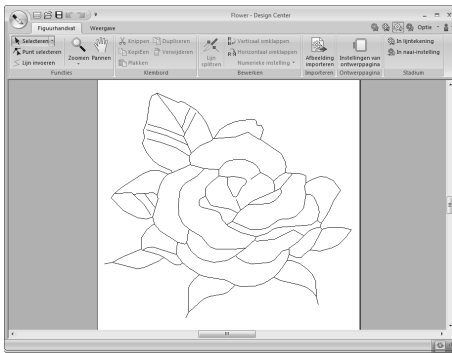 Flower - Design Center
Figuurhandvat Weergave Optie
Selecteren Knippen Dupliceren Verticaal omklappen In lijntekening
Punt selecteren Kopiëren Verwijderen Horizontaal omklappen In naai-instelling
Lijn invoeren Zoomen Pannen Plakken Lijn splitsen Numerieke instelling Afbeelding importeren Instellingen van ontwerppagina
Functies Klembord Bewerken Importeren Ontwerppagina Stadium